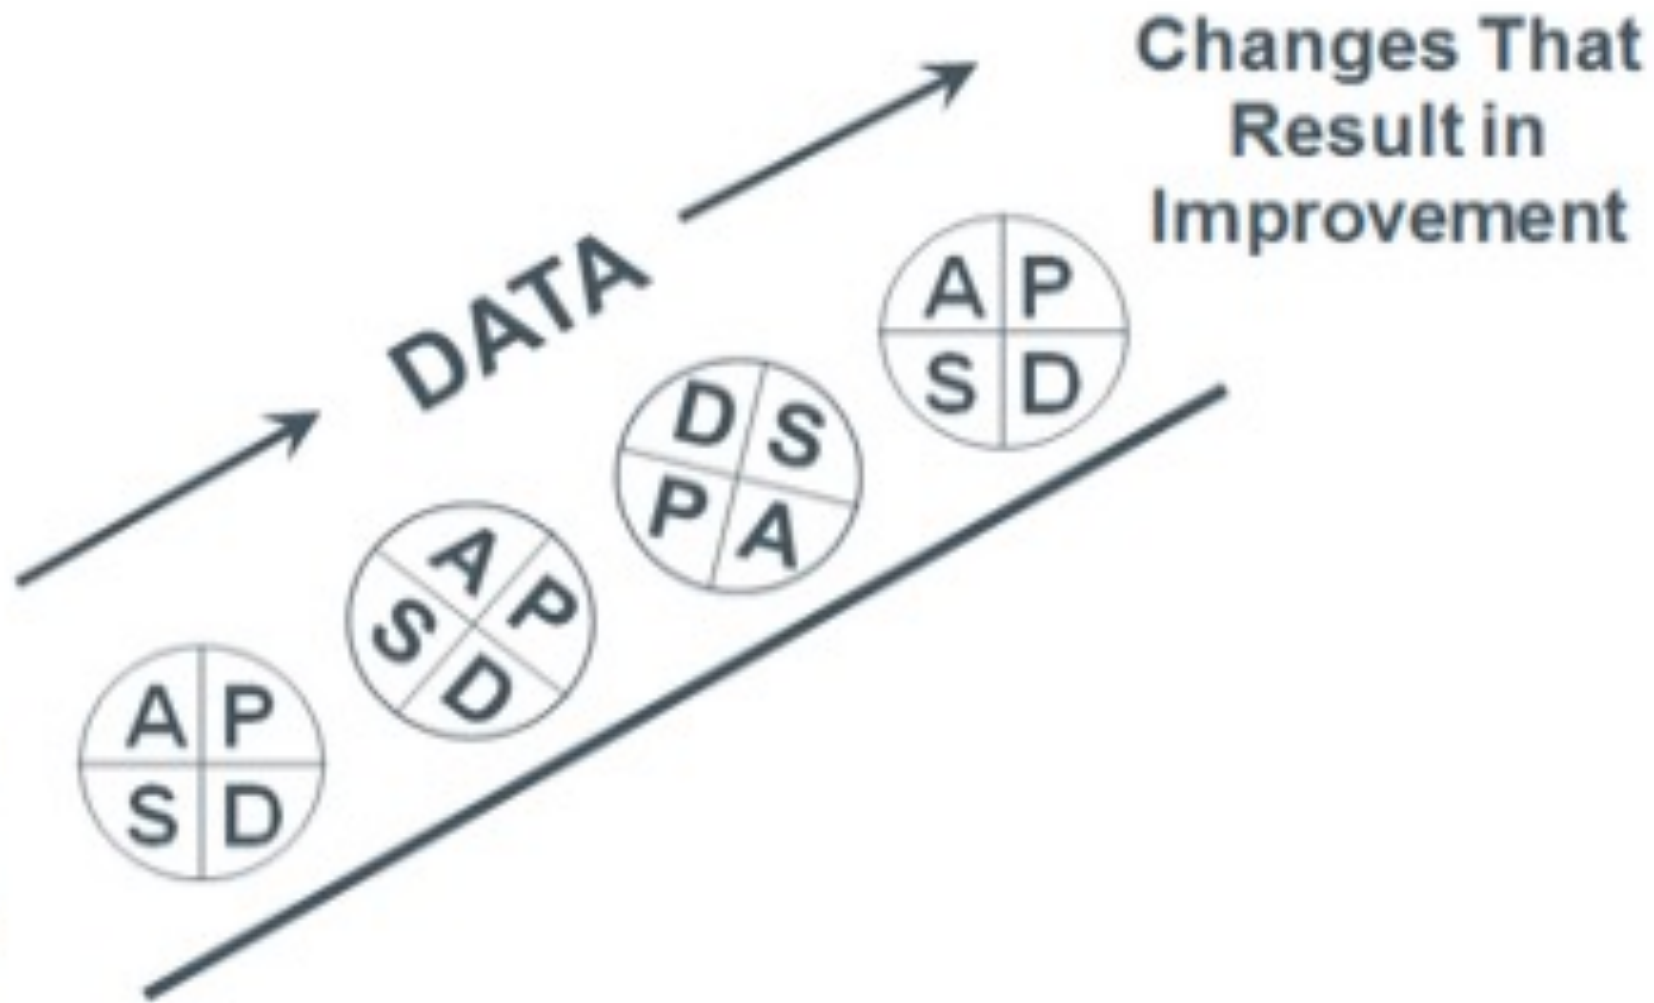 Changes That
Result in
Improvement
DATA
A P
S D
D S
P A
A P
S D
A P
S D